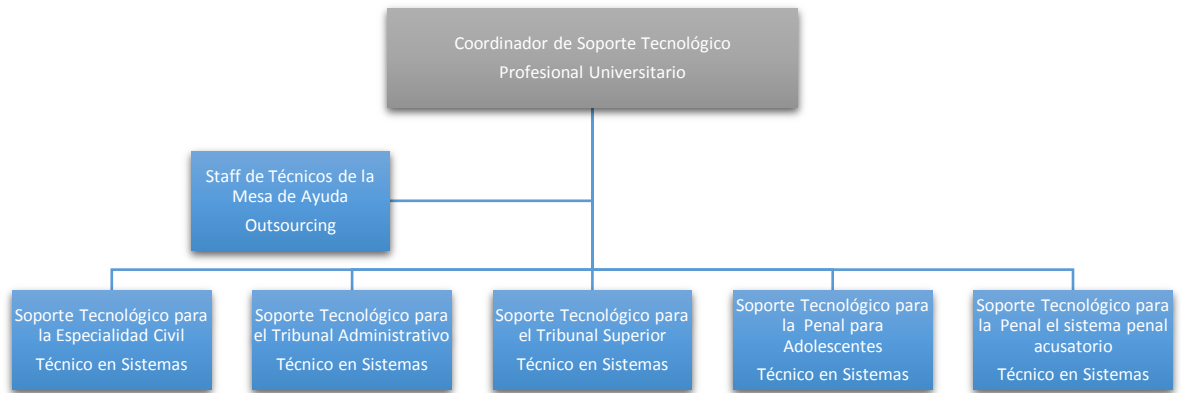 Coordinador de Soporte Tecnológico
Profesional Universitario
Staff de Técnicos de la
Mesa de Ayuda
Outsourcing
Soporte Tecnológico para
la Especialidad Civil
Técnico en Sistemas
Soporte Tecnológico para
el Tribunal Administrativo
Técnico en Sistemas
Soporte Tecnológico para
el Tribunal Superior
Técnico en Sistemas
Soporte Tecnológico para
la Penal para
Adolescentes
Técnico en Sistemas
Soporte Tecnológico para
la Penal el sistema penal
acusatorio
Técnico en Sistemas